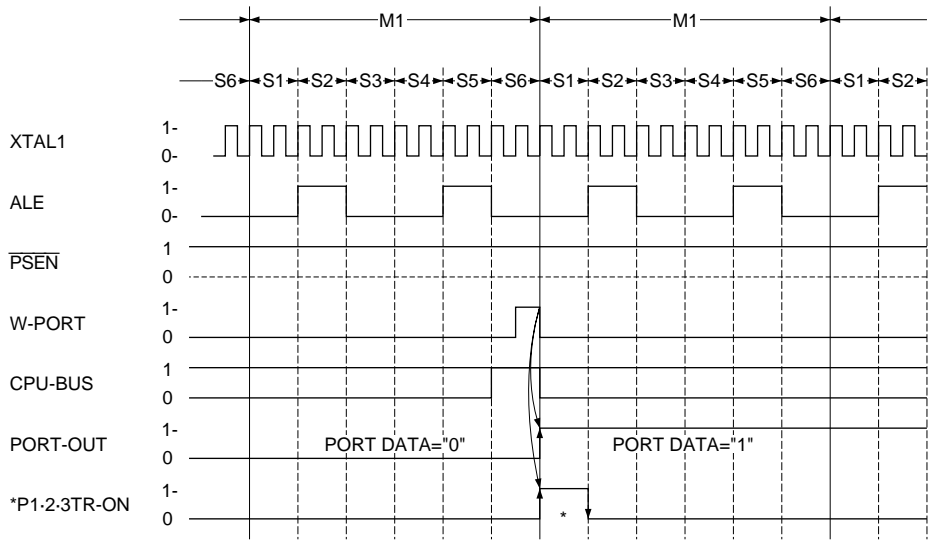 M1 M1
S6 S1 S2 S3 S4 S5 S6 S1 S2 S3 S4 S5 S6 S1 S2
XTAL1 1- 0-
ALE 1- 0-
PSEN 1 0
W-PORT 1- 0
CPU-BUS 1 0
PORT-OUT 1- 0 PORT DATA="0" PORT DATA="1"
*P1·2·3TR-ON 1- 0 *